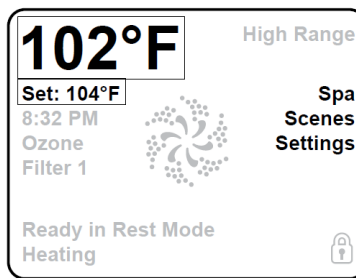 102°F
High Range
Set: 104°F
Spa
8:32 PM
Scenes
Ozone
Settings
Filter 1
Ready in Rest Mode
Heating